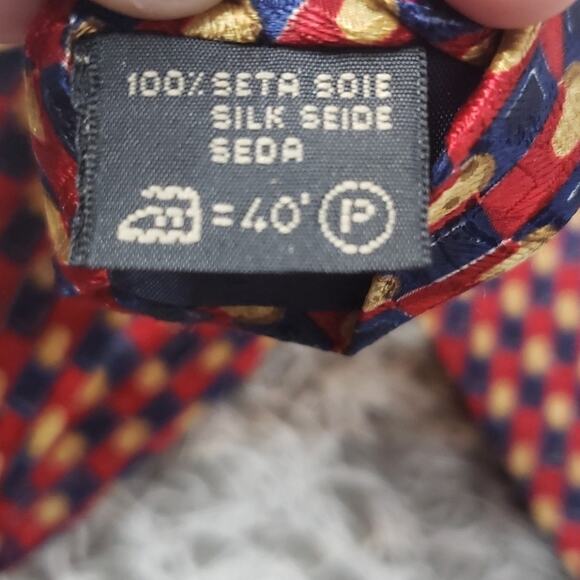 100% SETA SOIE
SILK SEIDE
SEDA
=40' P